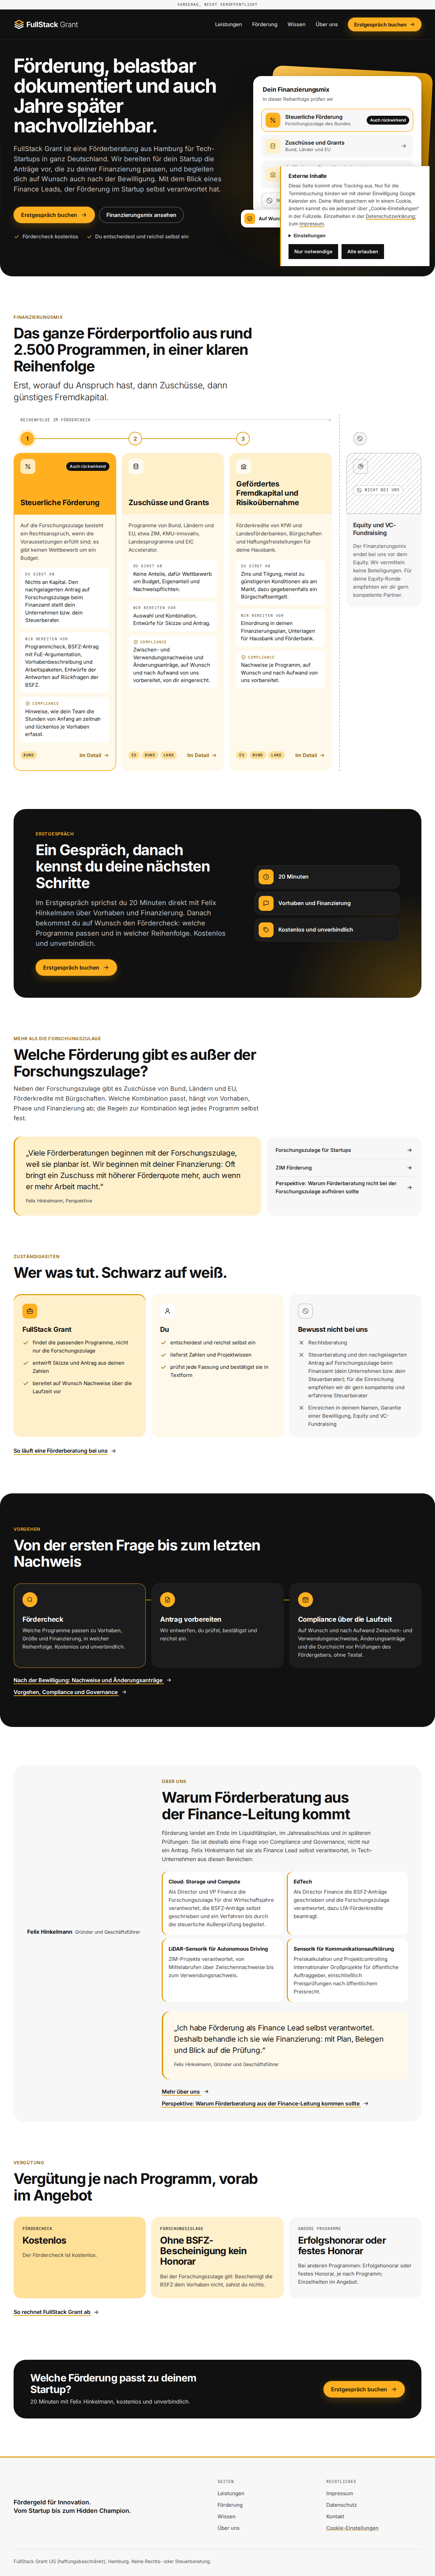 VORSCHAU, NICHT VERÖFFENTLICHT
FullStack Grant
Leistungen
Förderung
Wissen
Über uns
Erstgespräch buchen
Förderung, belastbar
dokumentiert und auch
Jahre später
nachvollziehbar.
FullStack Grant ist eine Förderberatung aus Hamburg für Tech-
Startups in ganz Deutschland. Wir bereiten für dein Startup die
Anträge vor, die zu deiner Finanzierung passen, und begleiten
dich auf Wunsch auch nach der Bewilligung. Mit dem Blick eines
Finance Leads, der Förderung im Startup selbst verantwortet hat.
Erstgespräch buchen
Finanzierungsmix ansehen
Fördercheck kostenlos
Du entscheidest und reichst selbst ein
Dein Finanzierungsmix
In dieser Reihenfolge prüfen wir
Steuerliche Förderung
Forschungszulage des Bundes
Auch rückwirkend
Zuschüsse und Grants
Bund, Länder und EU
Auf Wuns
Externe Inhalte
Diese Seite kommt ohne Tracking aus. Nur für die
Terminbuchung binden wir auf deinen Wunsch Google
Kalender ein. Deine Wahl speichern wir in einem Cookie,
ändern kannst du sie jederzeit über „Cookie-Einstellungen“
in der Fußzeile. Einzelheiten in der Datenschutzerklärung;
zum Impressum.
Einstellungen
Nur notwendige
Alle erlauben
FINANZIERUNGSMIX
Das ganze Förderportfolio aus rund
2.500 Programmen, in einer klaren
Reihenfolge
Erst, worauf du Anspruch hast, dann Zuschüsse, dann
günstiges Fremdkapital.
REIHENFOLGE IM FÖRDERCHECK
1
2
3
Auch rückwirkend
Steuerliche Förderung
Auf die Forschungszulage besteht
ein Rechtsanspruch, wenn die
Voraussetzungen erfüllt sind; es
gibt keinen Wettbewerb um ein
Budget.
DU GIBST AB
Nichts an Kapital. Den
nachgelagerten Antrag auf
Forschungszulage beim
Finanzamt stellt dein
Unternehmen bzw. dein
Steuerberater.
WIR BEREITEN VOR
Programmcheck, BSFZ-Antrag
mit FuE-Argumentation,
Vorhabenbeschreibung und
Arbeitspaketen, Entwürfe der
Antworten auf Rückfragen der
BSFZ.
COMPLIANCE
Hinweise, wie dein Team die
Stunden von Anfang an zeitnah
und lückenlos je Vorhaben
erfasst.
BUND
Im Detail
Zuschüsse und Grants
Programme von Bund, Ländern und
EU, etwa ZIM, KMU-innovativ,
Landesprogramme und EIC
Accelerator.
DU GIBST AB
Keine Anteile, dafür Wettbewerb
um Budget, Eigenanteil und
Nachweispflichten.
WIR BEREITEN VOR
Auswahl und Kombination,
Entwürfe für Skizze und Antrag.
COMPLIANCE
Zwischen- und
Verwendungsnachweise und
Änderungsanträge, auf Wunsch
und nach Aufwand von uns
vorbereitet, von dir eingereicht.
EU
BUND
LAND
Im Detail
Gefördertes
Fremdkapital und
Risikoübernahme
Förderkredite von KfW und
Landesförderbanken, Bürgschaften
und Haftungsfreistellungen für
deine Hausbank.
DU GIBST AB
Zins und Tilgung, meist zu
günstigeren Konditionen als am
Markt, dazu gegebenenfalls ein
Bürgschaftsentgelt.
WIR BEREITEN VOR
Einordnung in deinen
Finanzierungsplan, Unterlagen
für Hausbank und Förderbank.
COMPLIANCE
Nachweise je Programm, auf
Wunsch und nach Aufwand von
uns vorbereitet.
EU
BUND
LAND
Im Detail
NICHT BEI UNS
Equity und VC-
Fundraising
Der Finanzierungsmix
endet bei uns vor dem
Equity. Wir vermitteln
keine Beteiligungen. Für
deine Equity-Runde
empfehlen wir dir gern
kompetente Partner.
ERSTGESPRÄCH
Ein Gespräch, danach
kennst du deine nächsten
Schritte
Im Erstgespräch sprichst du 20 Minuten direkt mit Felix
Hinkelmann über Vorhaben und Finanzierung. Danach
bekommst du auf Wunsch den Fördercheck: welche
Programme passen und in welcher Reihenfolge. Kostenlos
und unverbindlich.
Erstgespräch buchen
20 Minuten
Vorhaben und Finanzierung
Kostenlos und unverbindlich
MEHR ALS DIE FORSCHUNGSZULAGE
Welche Förderung gibt es außer der
Forschungszulage?
Neben der Forschungszulage gibt es Zuschüsse von Bund, Ländern und EU,
Förderkredite mit Bürgschaften. Welche Kombination passt, hängt von Vorhaben,
Phase und Finanzierung ab; die Regeln zur Kombination legt jedes Programm selbst
fest.
„Viele Förderberatungen beginnen mit der Forschungszulage,
weil sie planbar ist. Wir beginnen mit deiner Finanzierung: Oft
bringt ein Zuschuss mit höherer Förderquote mehr, auch wenn
er mehr Arbeit macht.“
Felix Hinkelmann, Perspektive
Forschungszulage für Startups
ZIM Förderung
Perspektive: Warum Förderberatung nicht bei der
Forschungszulage aufhören sollte
ZUSTÄNDIGKEITEN
Wer was tut. Schwarz auf weiß.
FullStack Grant
findet die passenden Programme, nicht
nur die Forschungszulage
entwirft Skizze und Antrag aus deinen
Zahlen
bereitet auf Wunsch Nachweise über die
Laufzeit vor
Du
entscheidest und reichst selbst ein
lieferst Zahlen und Projektwissen
prüfst jede Fassung und bestätigst sie in
Textform
Bewusst nicht bei uns
Rechtsberatung
Steuerberatung und den nachgelagerten
Antrag auf Forschungszulage beim
Finanzamt (dein Unternehmen bzw. dein
Steuerberater); für die Einreichung
empfehlen wir dir gern kompetente und
erfahrene Steuerberater
Einreichen in deinem Namen, Garantie
einer Bewilligung, Equity und VC-
Fundraising
So läuft eine Förderberatung bei uns
VORGEHEN
Von der ersten Frage bis zum letzten
Nachweis
Fördercheck
Welche Programme passen zu Vorhaben,
Größe und Finanzierung, in welcher
Reihenfolge. Kostenlos und unverbindlich.
Antrag vorbereiten
Wir entwerfen, du prüfst, bestätigst und
reichst ein.
Compliance über die Laufzeit
Auf Wunsch und nach Aufwand Zwischen- und
Verwendungsnachweise, Änderungsanträge
und die Durchsicht vor Prüfungen des
Fördergebers, ohne Testat.
Nach der Bewilligung: Nachweise und Änderungsanträge
Vorgehen, Compliance und Governance
ÜBER UNS
Warum Förderberatung aus
der Finance-Leitung kommt
Förderung landet am Ende im Liquiditätsplan, im Jahresabschluss und in späteren
Prüfungen. Sie ist deshalb eine Frage von Compliance und Governance, nicht nur
ein Antrag. Felix Hinkelmann hat sie als Finance Lead selbst verantwortet, in Tech-
Unternehmen aus diesen Bereichen:
Felix Hinkelmann Gründer und Geschäftsführer
Cloud: Storage und Compute
Als Director und VP Finance die
Forschungszulage für drei Wirtschaftsjahre
verantwortet, die BSFZ-Anträge selbst
geschrieben und ein Verfahren bis durch
die steuerliche Außenprüfung begleitet.
EdTech
Als Director Finance die BSFZ-Anträge
geschrieben und die Forschungszulage
verantwortet, dazu LfA-Förderkredite
beantragt.
LiDAR-Sensorik für Autonomous Driving
ZIM-Projekte verantwortet, von
Mittelabrufen über Zwischennachweise bis
zum Verwendungsnachweis.
Sensorik für Kommunikationsaufklärung
Preiskalkulation und Projektcontrolling
internationaler Großprojekte für öffentliche
Auftraggeber, einschließlich
Preisprüfungen nach öffentlichem
Preisrecht.
„Ich habe Förderung als Finance Lead selbst verantwortet.
Deshalb behandle ich sie wie Finanzierung: mit Plan, Belegen
und Blick auf die Prüfung.“
Felix Hinkelmann, Gründer und Geschäftsführer
Mehr über uns
Perspektive: Warum Förderberatung aus der Finance-Leitung kommen sollte
VERGÜTUNG
Vergütung je nach Programm, vorab
im Angebot
FÖRDERCHECK
Kostenlos
Der Fördercheck ist kostenlos.
FORSCHUNGSZULAGE
Ohne BSFZ-
Bescheinigung kein
Honorar
Bei der Forschungszulage gilt: Bescheinigt die
BSFZ dein Vorhaben nicht, zahlst du nichts.
ANDERE PROGRAMME
Erfolgshonorar oder
festes Honorar
Bei anderen Programmen: Erfolgshonorar oder
festes Honorar, je nach Programm;
Einzelheiten im Angebot.
So rechnet FullStack Grant ab
Welche Förderung passt zu deinem
Startup?
20 Minuten mit Felix Hinkelmann, kostenlos und unverbindlich.
Erstgespräch buchen
Fördergeld für Innovation.
Vom Startup bis zum Hidden Champion.
SEITEN
Leistungen
Förderung
Wissen
Über uns
RECHTLICHES
Impressum
Datenschutz
Kontakt
Cookie-Einstellungen
FullStack Grant UG (haftungsbeschränkt), Hamburg. Keine Rechts- oder Steuerberatung.